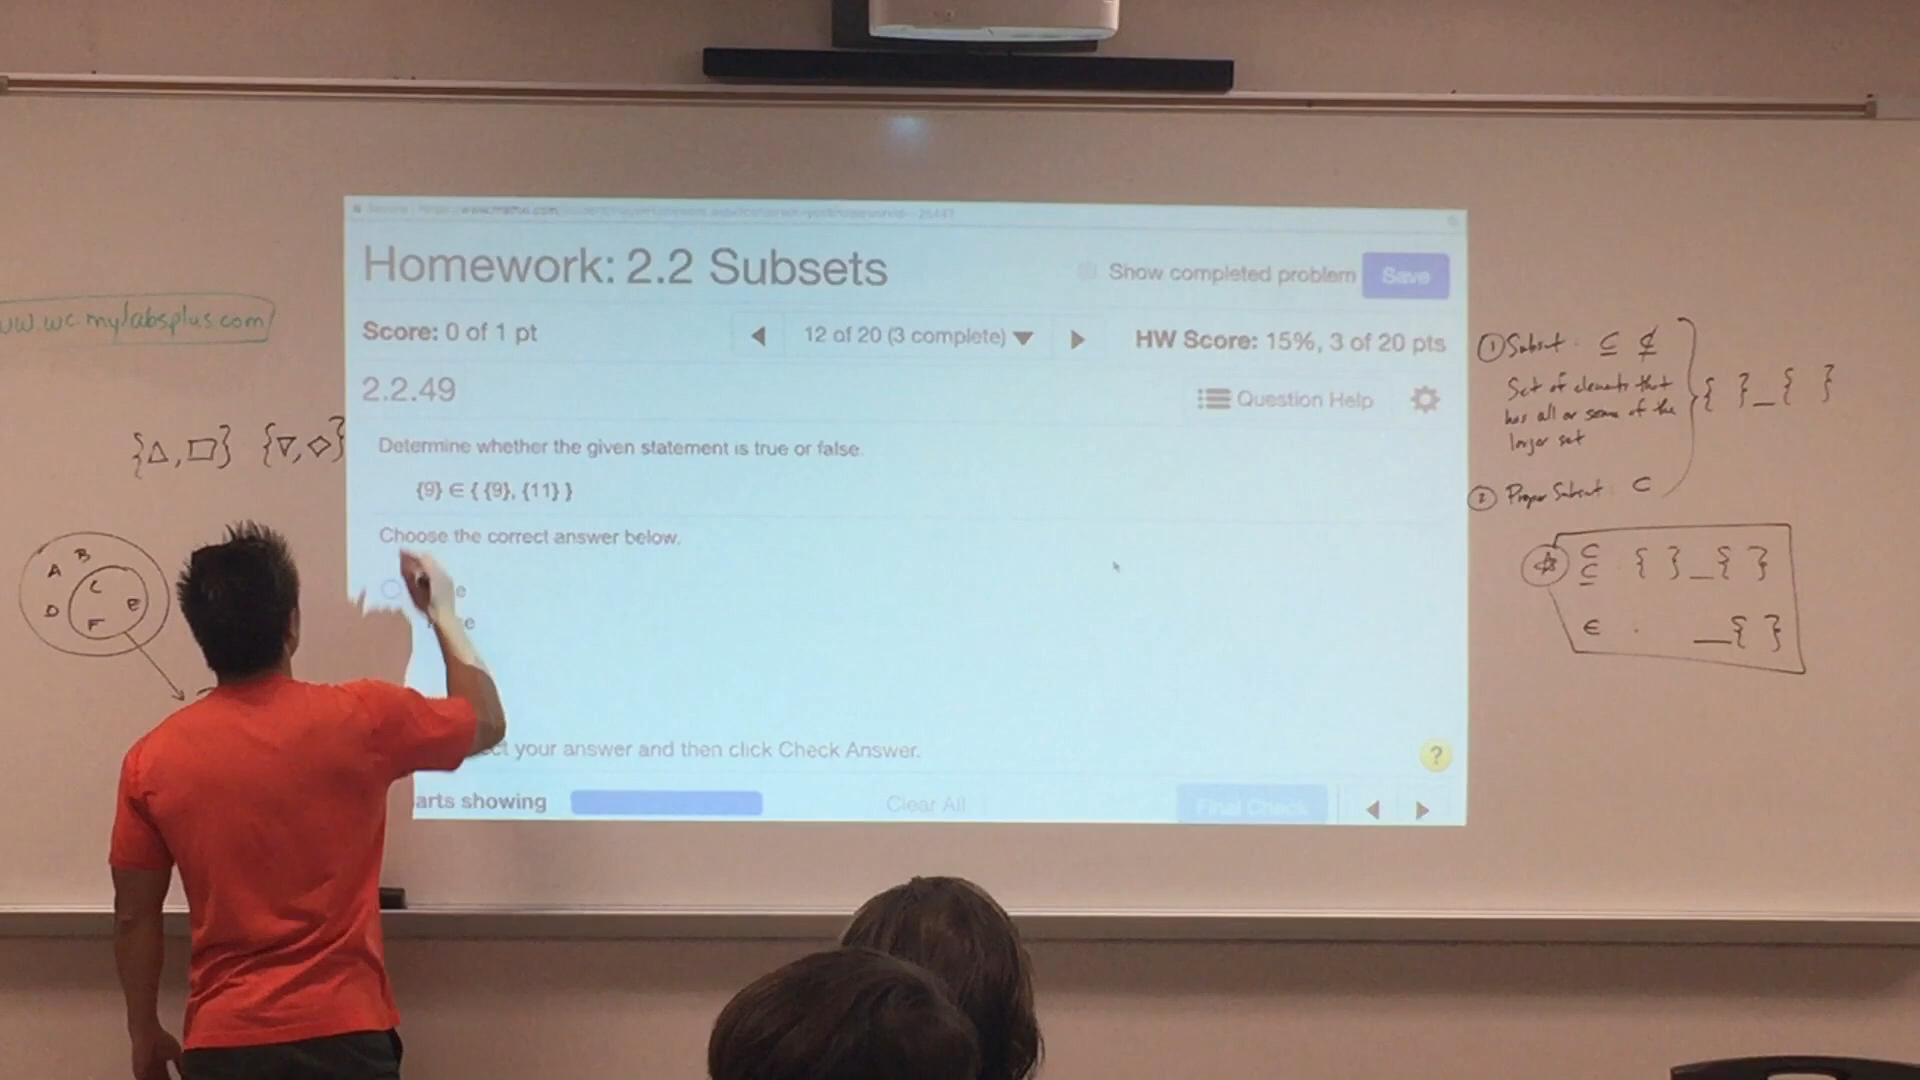 Homework: 2.2 Subsets
Show completed problem
Save
www.wc.mylabsplus.com/
Score: 0 of 1 pt
12 of 20 (3 complete)
HW Score: 15%, 3 of 20 pts
2.2.49
Question Help
Determine whether the given statement is true or false.
{9} ∈ { {9}, {11} }
Choose the correct answer below.
e
e
your answer and then click Check Answer.
?
arts showing
Clear All
Final Check
{△,□} {▽,◇}
A B
C
D E
F
① Subset: ⊆ ⊄
Set of elements that
has all or some of the
larger set
{ }_{ }
② Proper Subset: ⊂
⊂
⊆ { }_{ }
∈ . _{ }